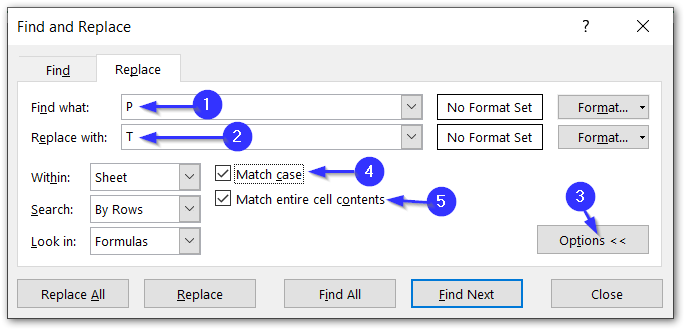 Find and Replace ? ×
Find Replace
Find what: P 1 No Format Set Format...
Replace with: T 2 No Format Set Format...
Within: Sheet Match case 4
Search: By Rows Match entire cell contents 5 3
Look in: Formulas Options <<
Replace All Replace Find All Find Next Close